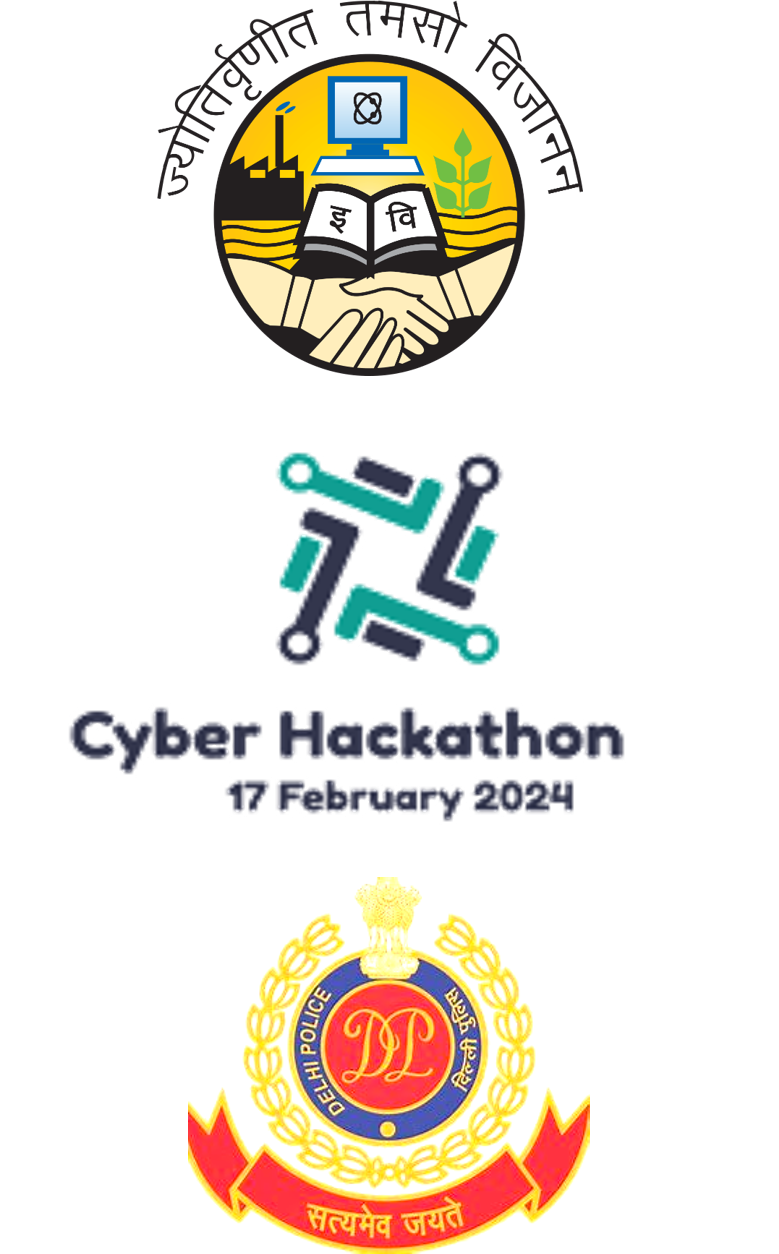 ज्योतिर्वृणीत तमसो विजानन
इ वि
Cyber Hackathon
17 February 2024
DELHI POLICE
दिल्ली पुलिस
DP
सत्यमेव जयते